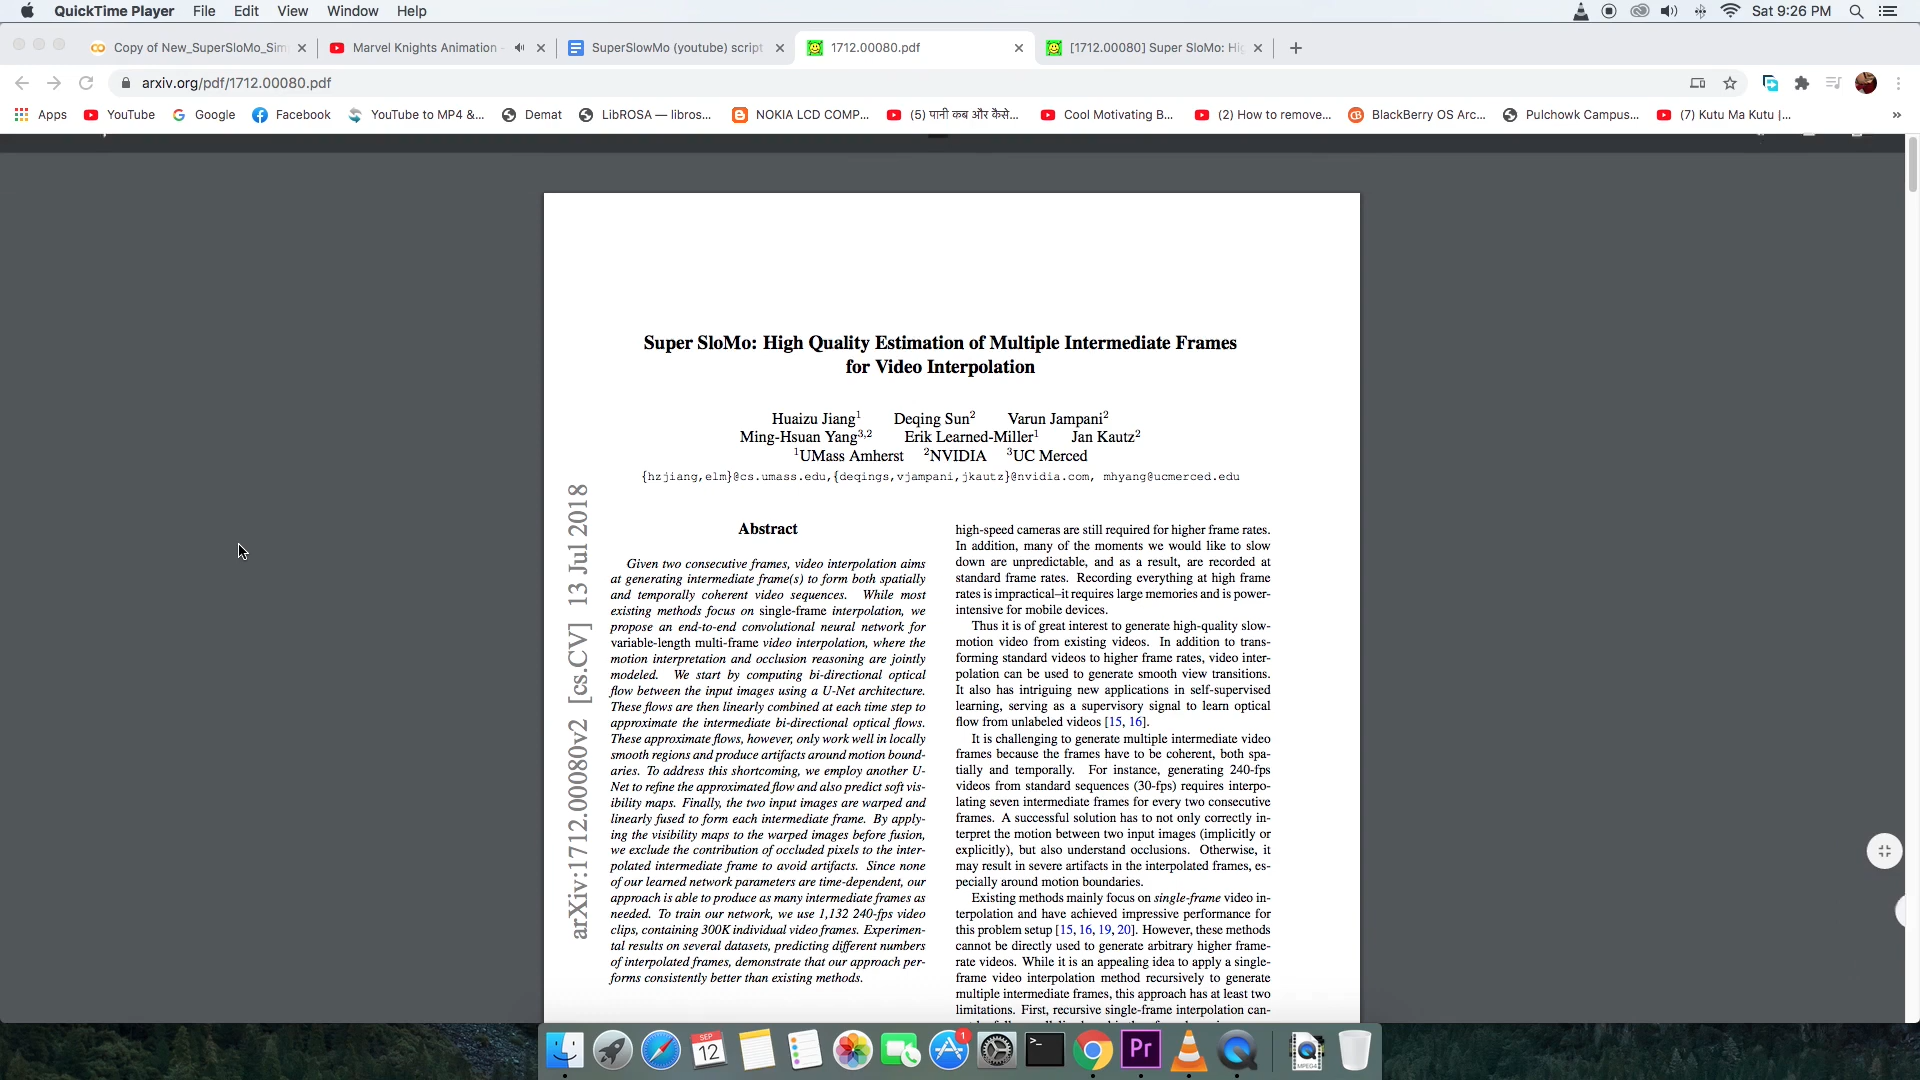 QuickTime Player File Edit View Window Help Sat 9:26 PM
Copy of New_SuperSloMo_Sim
Marvel Knights Animation -
SuperSlowMo (youtube) script
1712.00080.pdf
[1712.00080] Super SloMo: Hi
arxiv.org/pdf/1712.00080.pdf
Apps YouTube Google Facebook YouTube to MP4 &... Demat LibROSA — libros... NOKIA LCD COMP... (5) पानी कब और कैसे... Cool Motivating B... (2) How to remove... BlackBerry OS Arc... Pulchowk Campus... (7) Kutu Ma Kutu |... »
Super SloMo: High Quality Estimation of Multiple Intermediate Frames
for Video Interpolation
Huaizu Jiang¹ Deqing Sun² Varun Jampani²
Ming-Hsuan Yang³,² Erik Learned-Miller¹ Jan Kautz²
¹UMass Amherst ²NVIDIA ³UC Merced
{hzjiang,elm}@cs.umass.edu,{deqings,vjampani,jkautz}@nvidia.com, mhyang@ucmerced.edu
arXiv:1712.00080v2 [cs.CV] 13 Jul 2018
Abstract
Given two consecutive frames, video interpolation aims
at generating intermediate frame(s) to form both spatially
and temporally coherent video sequences. While most
existing methods focus on single-frame interpolation, we
propose an end-to-end convolutional neural network for
variable-length multi-frame video interpolation, where the
motion interpretation and occlusion reasoning are jointly
modeled. We start by computing bi-directional optical
flow between the input images using a U-Net architecture.
These flows are then linearly combined at each time step to
approximate the intermediate bi-directional optical flows.
These approximate flows, however, only work well in locally
smooth regions and produce artifacts around motion bound-
aries. To address this shortcoming, we employ another U-
Net to refine the approximated flow and also predict soft vis-
ibility maps. Finally, the two input images are warped and
linearly fused to form each intermediate frame. By apply-
ing the visibility maps to the warped images before fusion,
we exclude the contribution of occluded pixels to the inter-
polated intermediate frame to avoid artifacts. Since none
of our learned network parameters are time-dependent, our
approach is able to produce as many intermediate frames as
needed. To train our network, we use 1,132 240-fps video
clips, containing 300K individual video frames. Experimen-
tal results on several datasets, predicting different numbers
of interpolated frames, demonstrate that our approach per-
forms consistently better than existing methods.
high-speed cameras are still required for higher frame rates.
In addition, many of the moments we would like to slow
down are unpredictable, and as a result, are recorded at
standard frame rates. Recording everything at high frame
rates is impractical–it requires large memories and is power-
intensive for mobile devices.
Thus it is of great interest to generate high-quality slow-
motion video from existing videos. In addition to trans-
forming standard videos to higher frame rates, video inter-
polation can be used to generate smooth view transitions.
It also has intriguing new applications in self-supervised
learning, serving as a supervisory signal to learn optical
flow from unlabeled videos [15, 16].
It is challenging to generate multiple intermediate video
frames because the frames have to be coherent, both spa-
tially and temporally. For instance, generating 240-fps
videos from standard sequences (30-fps) requires interpo-
lating seven intermediate frames for every two consecutive
frames. A successful solution has to not only correctly in-
terpret the motion between two input images (implicitly or
explicitly), but also understand occlusions. Otherwise, it
may result in severe artifacts in the interpolated frames, es-
pecially around motion boundaries.
Existing methods mainly focus on single-frame video in-
terpolation and have achieved impressive performance for
this problem setup [15, 16, 19, 20]. However, these methods
cannot be directly used to generate arbitrary higher frame-
rate videos. While it is an appealing idea to apply a single-
frame video interpolation method recursively to generate
multiple intermediate frames, this approach has at least two
limitations. First, recursive single-frame interpolation can-
SEP
12
1
Pr
MPEG4